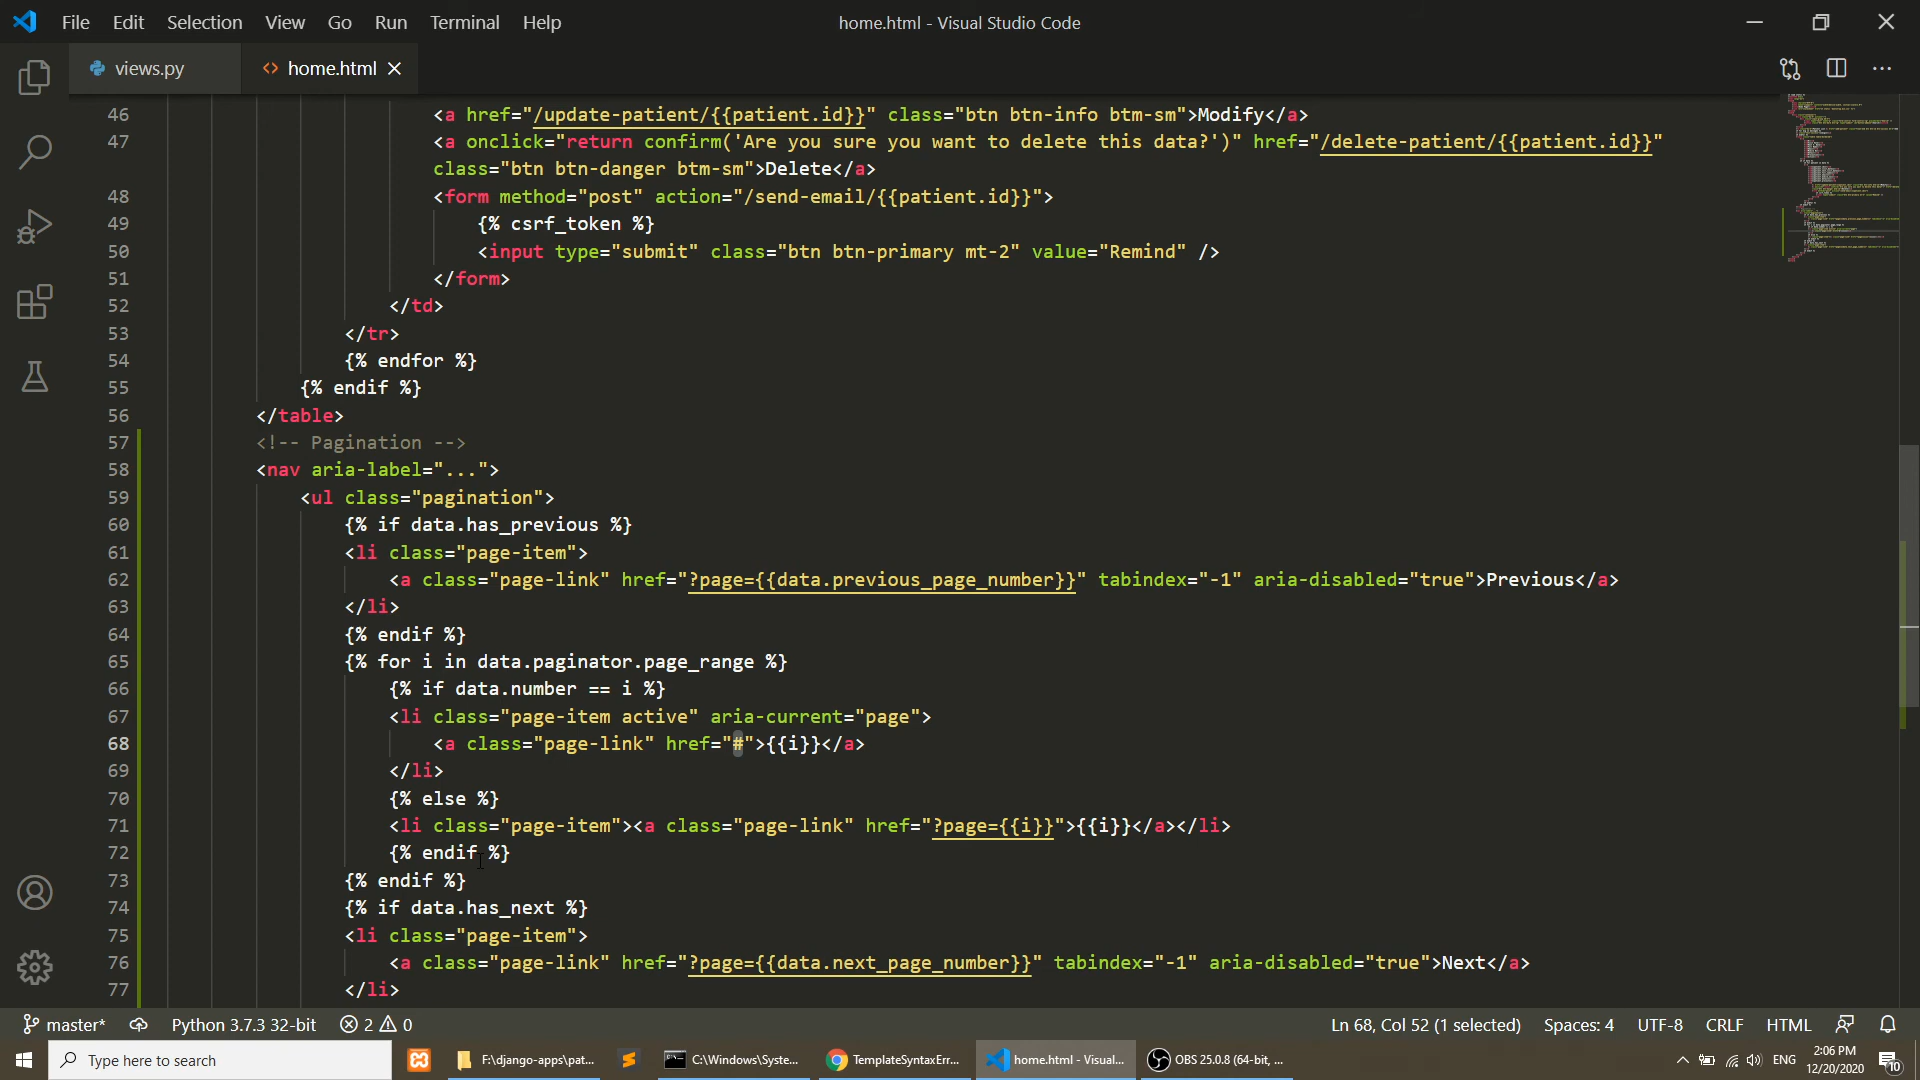 File Edit Selection View Go Run Terminal Help
home.html - Visual Studio Code
views.py
home.html
46 <a href="/update-patient/{{patient.id}}" class="btn btn-info btm-sm">Modify</a>
47 <a onclick="return confirm('Are you sure you want to delete this data?')" href="/delete-patient/{{patient.id}}"
class="btn btn-danger btm-sm">Delete</a>
48 <form method="post" action="/send-email/{{patient.id}}">
49 {% csrf_token %}
50 <input type="submit" class="btn btn-primary mt-2" value="Remind" />
51 </form>
52 </td>
53 </tr>
54 {% endfor %}
55 {% endif %}
56 </table>
57 <!-- Pagination -->
58 <nav aria-label="...">
59 <ul class="pagination">
60 {% if data.has_previous %}
61 <li class="page-item">
62 <a class="page-link" href="?page={{data.previous_page_number}}" tabindex="-1" aria-disabled="true">Previous</a>
63 </li>
64 {% endif %}
65 {% for i in data.paginator.page_range %}
66 {% if data.number == i %}
67 <li class="page-item active" aria-current="page">
68 <a class="page-link" href="#">{{i}}</a>
69 </li>
70 {% else %}
71 <li class="page-item"><a class="page-link" href="?page={{i}}">{{i}}</a></li>
72 {% endif %}
73 {% endif %}
74 {% if data.has_next %}
75 <li class="page-item">
76 <a class="page-link" href="?page={{data.next_page_number}}" tabindex="-1" aria-disabled="true">Next</a>
77 </li>
master* Python 3.7.3 32-bit 2 0 Ln 68, Col 52 (1 selected) Spaces: 4 UTF-8 CRLF HTML
Type here to search
F:\django-apps\pat...
C:\Windows\Syste...
TemplateSyntaxErr...
home.html - Visual...
OBS 25.0.8 (64-bit, ...
ENG
2:06 PM
12/20/2020
10